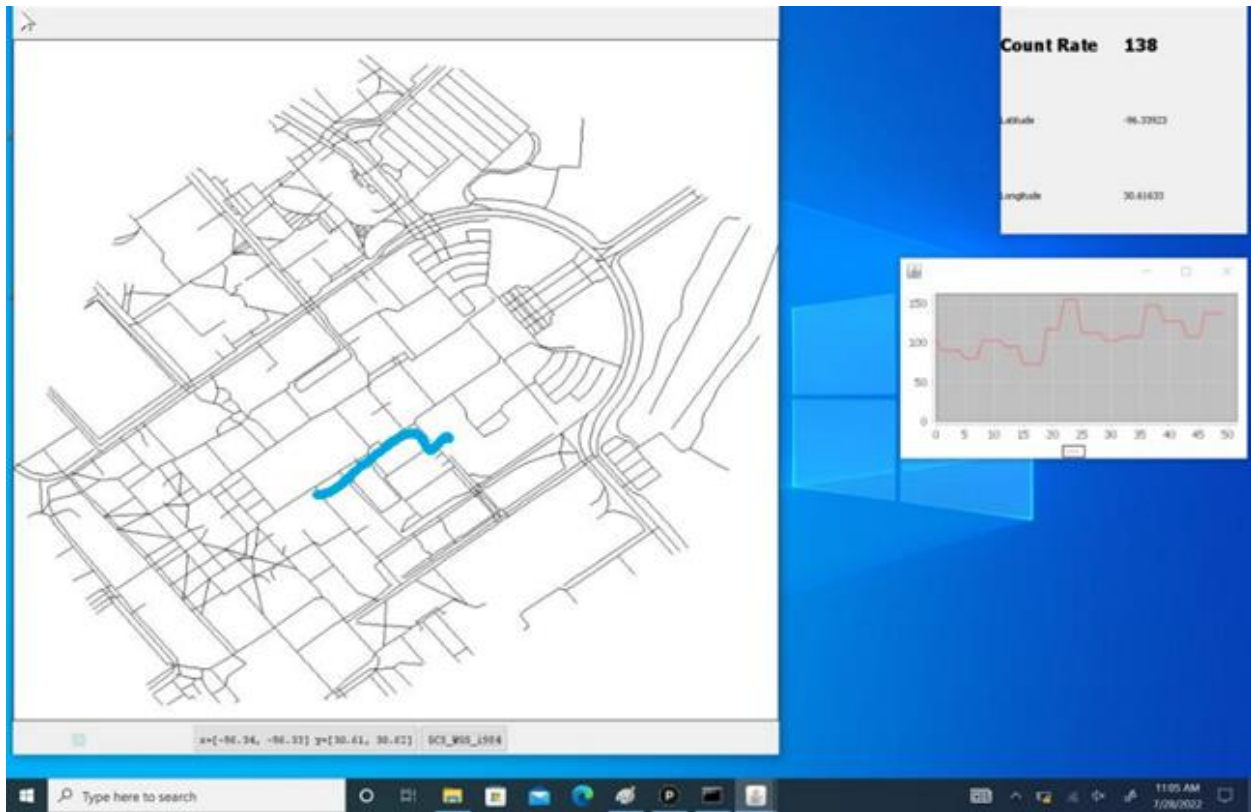 Count Rate 138
Latitude -96.33923
Longitude 30.61633
150
100
50
0
0 5 10 15 20 25 30 35 40 45 50
x=[-96.34, -96.33] y=[30.61, 30.62] GCS_WGS_1984
Type here to search
11:05 AM
7/28/2022